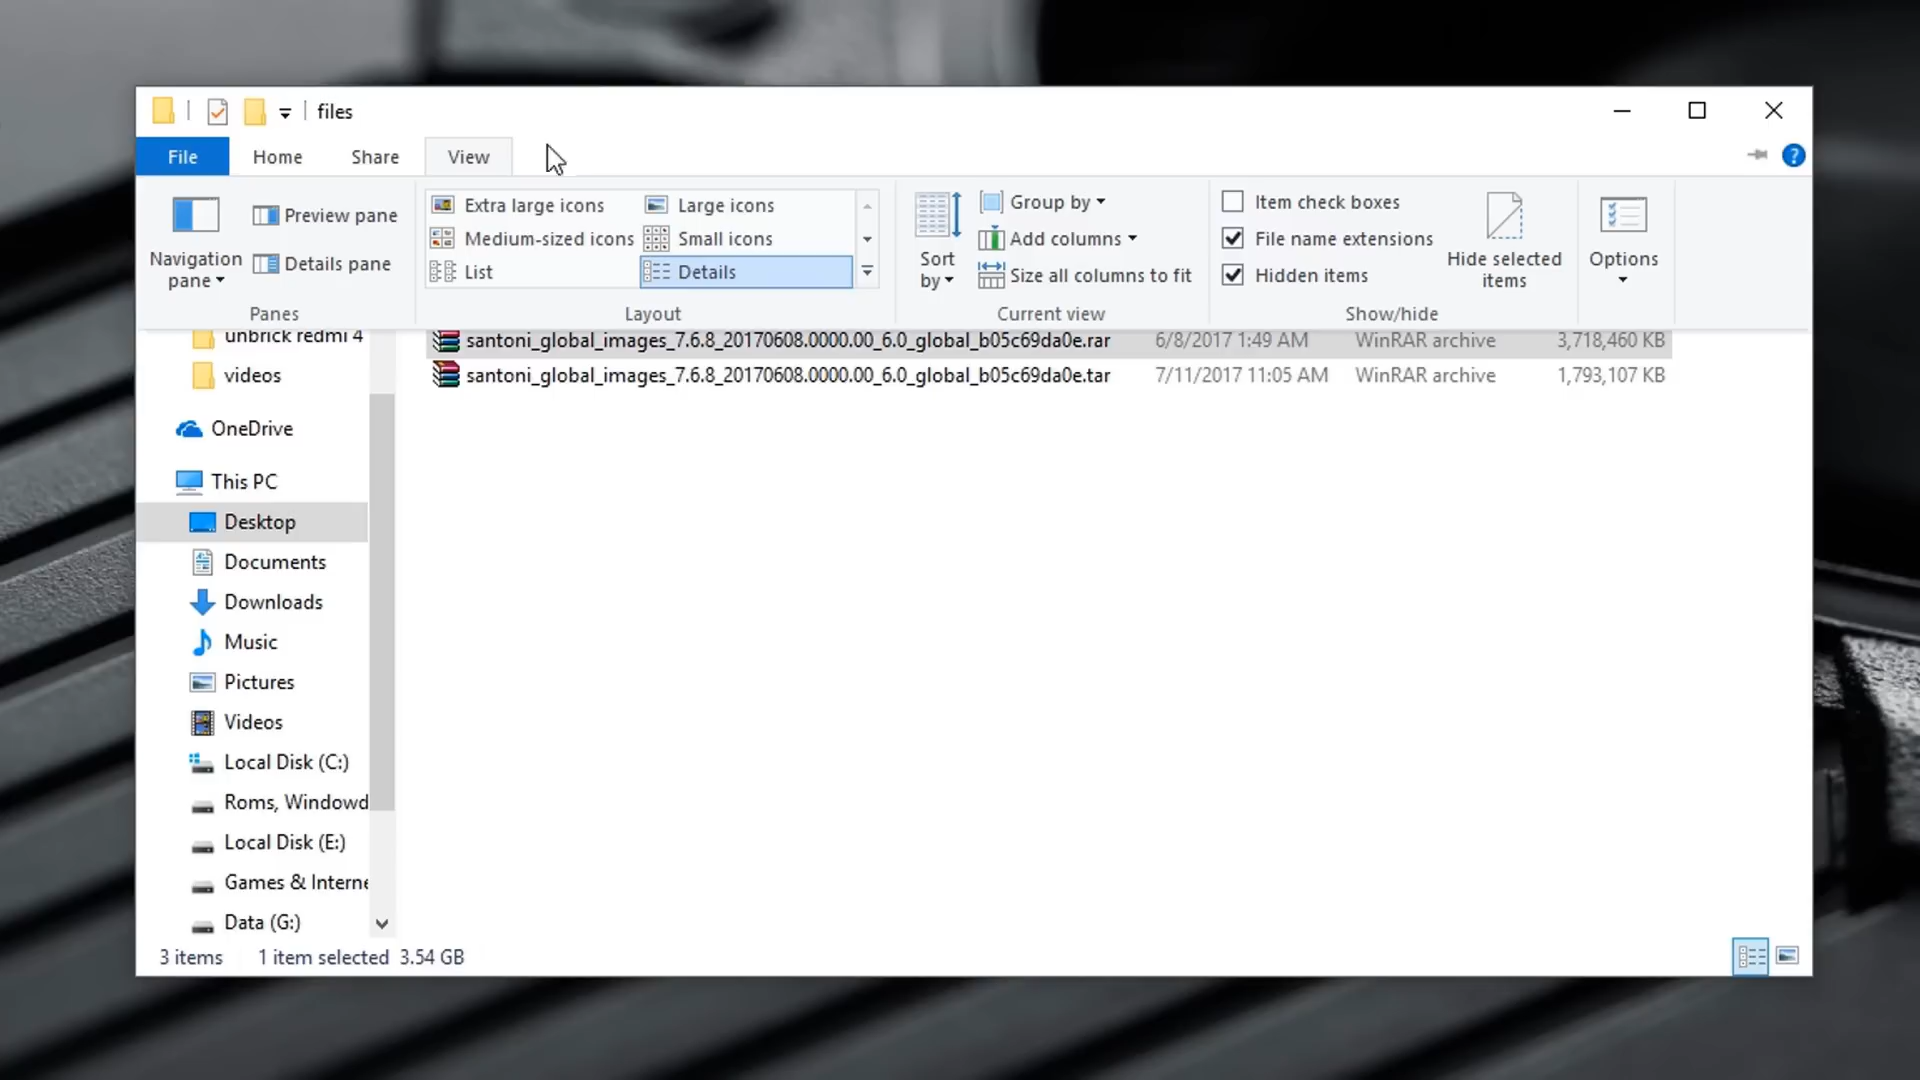 files
File Home Share View
Navigation pane
Preview pane
Details pane
Panes
Extra large icons
Large icons
Medium-sized icons
Small icons
List
Details
Layout
Sort by
Group by
Add columns
Size all columns to fit
Current view
Item check boxes
File name extensions
Hidden items
Hide selected items
Show/hide
Options
unbrick redmi 4
videos
OneDrive
This PC
Desktop
Documents
Downloads
Music
Pictures
Videos
Local Disk (C:)
Roms, Windowd
Local Disk (E:)
Games & Interne
Data (G:)
santoni_global_images_7.6.8_20170608.0000.00_6.0_global_b05c69da0e.rar 6/8/2017 1:49 AM WinRAR archive 3,718,460 KB
santoni_global_images_7.6.8_20170608.0000.00_6.0_global_b05c69da0e.tar 7/11/2017 11:05 AM WinRAR archive 1,793,107 KB
3 items 1 item selected 3.54 GB